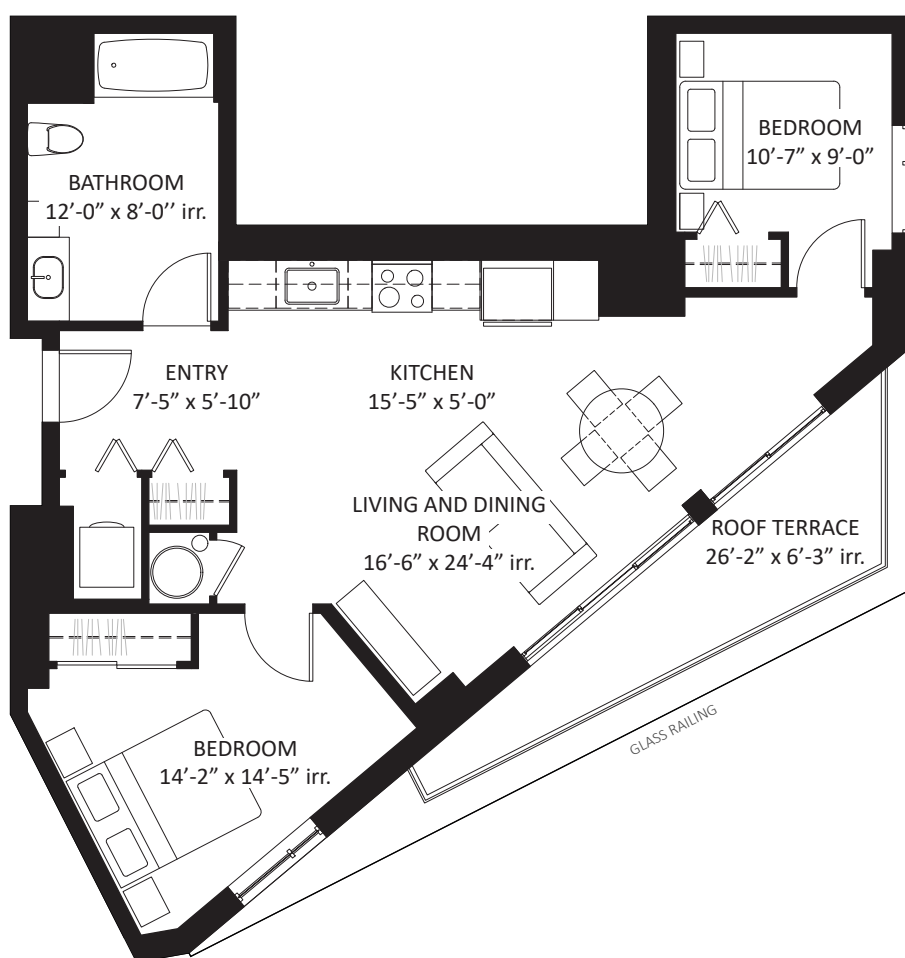 BEDROOM
10’-7” x 9’-0”
BATHROOM
12’-0” x 8’-0’’ irr.
ENTRY
7’-5” x 5’-10”
KITCHEN
15’-5” x 5’-0”
LIVING AND DINING
ROOM
16’-6” x 24’-4” irr.
ROOF TERRACE
26’-2” x 6’-3” irr.
GLASS RAILING
BEDROOM
14’-2” x 14’-5” irr.